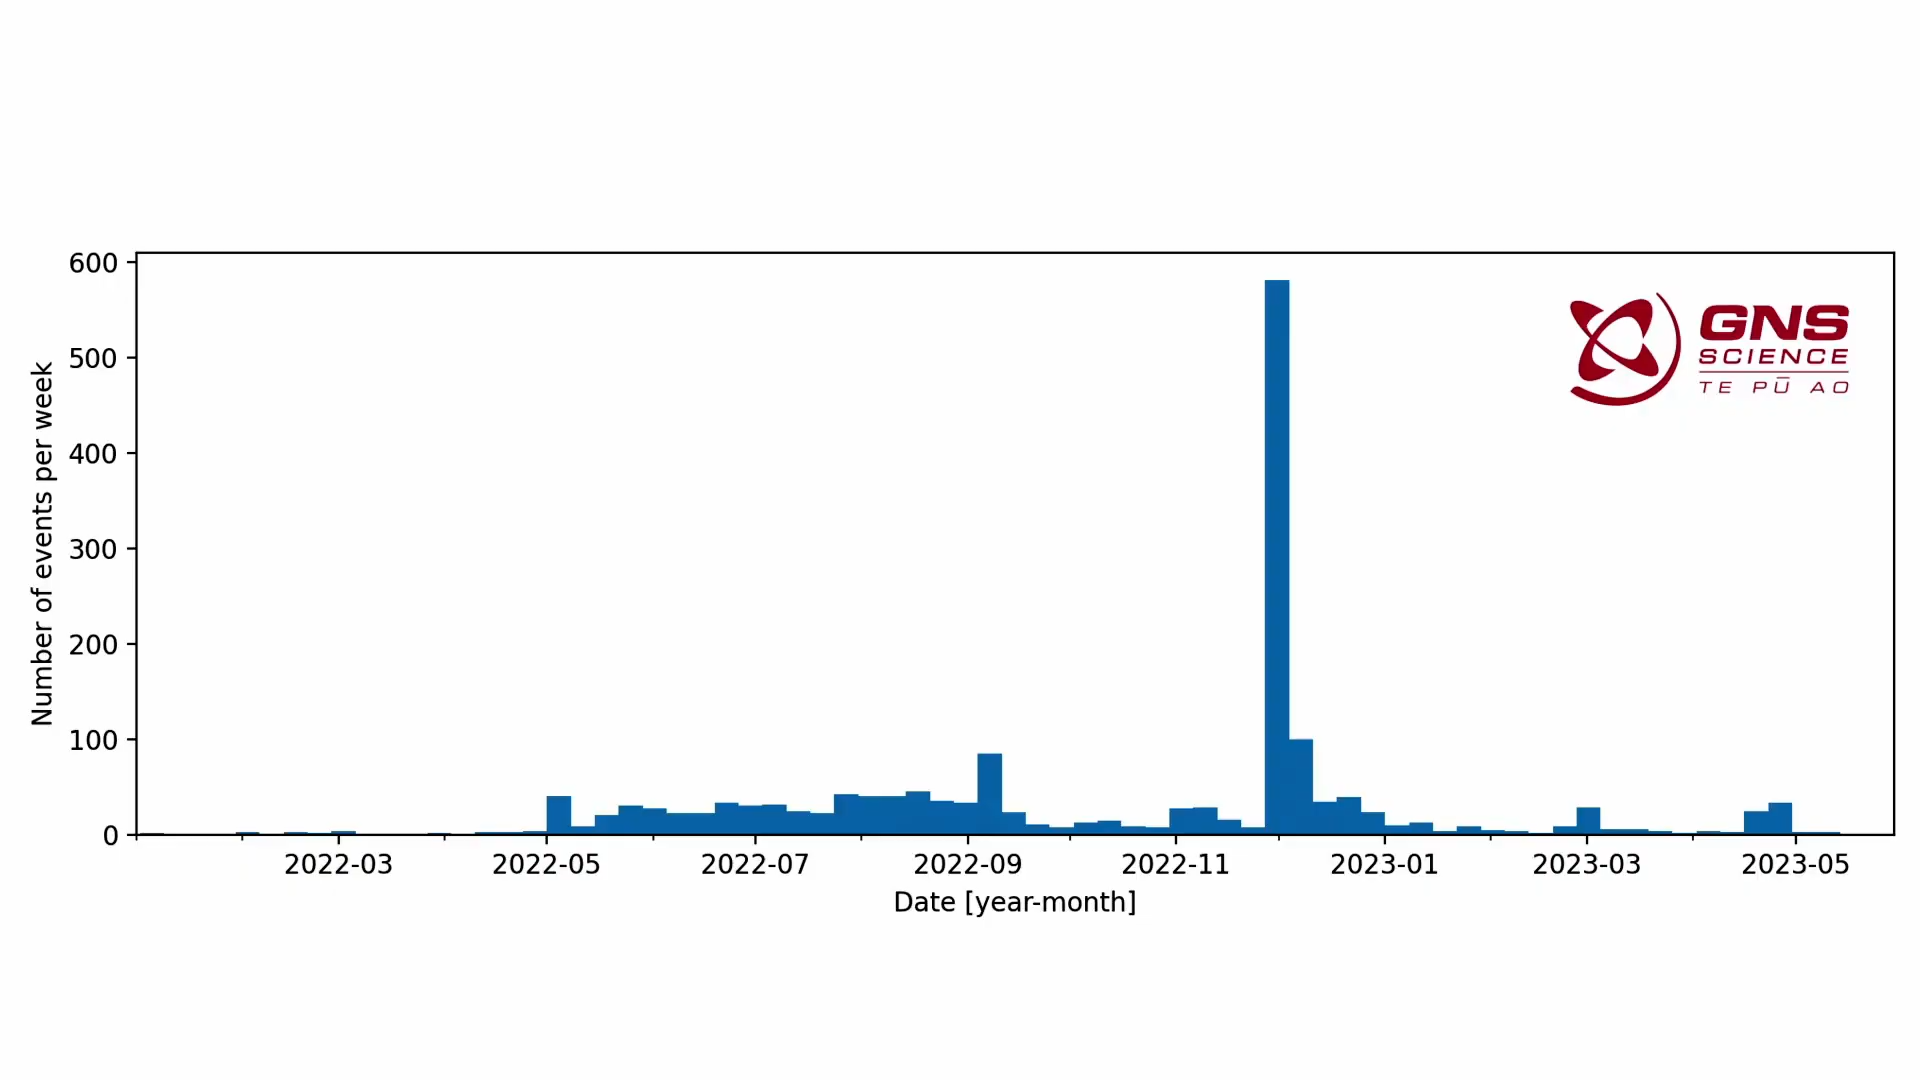 600
500
400
300
200
100
0
Number of events per week
GNS
SCIENCE
TE PŪ AO
2022-03 2022-05 2022-07 2022-09 2022-11 2023-01 2023-03 2023-05
Date [year-month]